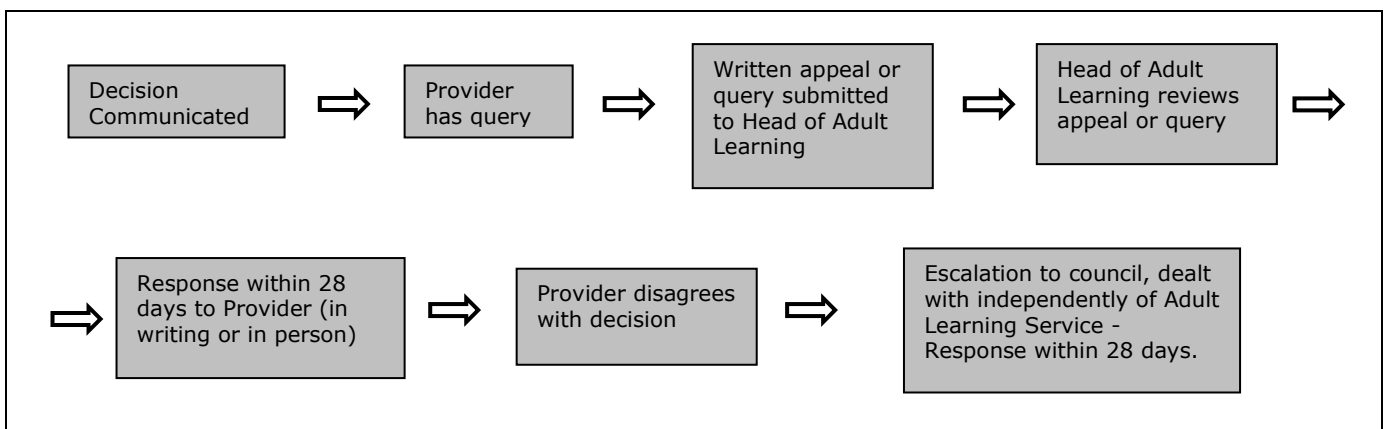 Decision
Communicated
Provider
has query
Written appeal or
query submitted
to Head of Adult
Learning
Head of Adult
Learning reviews
appeal or query
Response within 28
days to Provider (in
writing or in person)
Provider disagrees
with decision
Escalation to council, dealt
with independently of Adult
Learning Service -
Response within 28 days.